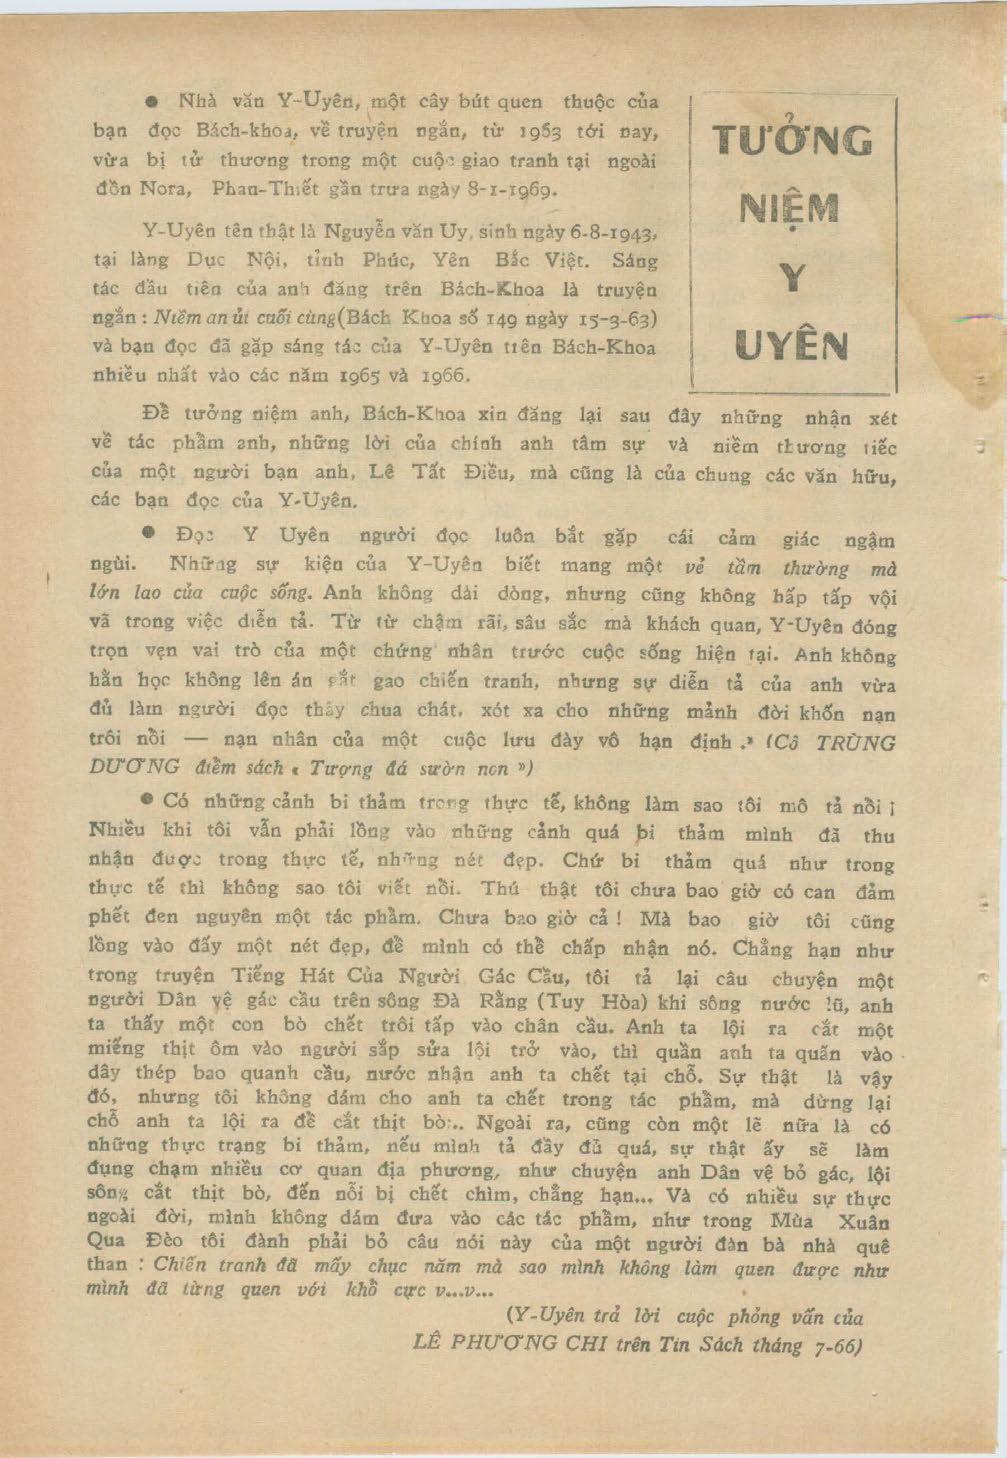 TƯỞNG
NIỆM
Y
UYÊN
● Nhà văn Y-Uyên, một cây bút quen thuộc của
bạn đọc Bách-khoa, về truyện ngắn, từ 1963 tới nay,
vừa bị tử thương trong một cuộc giao tranh tại ngoài
đồn Nora, Phan-Thiết gần trưa ngày 8-1-1969.
Y-Uyên tên thật là Nguyễn văn Uy, sinh ngày 6-8-1943,
tại làng Dục Nội, tỉnh Phúc, Yên Bắc Việt. Sáng
tác đầu tiên của anh đăng trên Bách-Khoa là truyện
ngắn : Niềm an ủi cuối cùng(Bách Khoa số 149 ngày 15-3-63)
và bạn đọc đã gặp sáng tác của Y-Uyên trên Bách-Khoa
nhiều nhất vào các năm 1965 và 1966.
Để tưởng niệm anh, Bách-Khoa xin đăng lại sau đây những nhận xét
về tác phẩm anh, những lời của chính anh tâm sự và niềm thương tiếc
của một người bạn anh, Lê Tất Điều, mà cũng là của chung các văn hữu,
các bạn đọc của Y-Uyên.
● Đọc Y Uyên người đọc luôn bắt gặp cái cảm giác ngậm
ngùi. Những sự kiện của Y-Uyên biết mang một vẻ tầm thường mà
lớn lao của cuộc sống. Anh không dài dòng, nhưng cũng không hấp tấp vội
vã trong việc diễn tả. Từ từ chậm rãi, sâu sắc mà khách quan, Y-Uyên đóng
trọn vẹn vai trò của một chứng nhân trước cuộc sống hiện tại. Anh không
hằn học không lên án gắt gao chiến tranh, nhưng sự diễn tả của anh vừa
đủ làm người đọc thấy chua chát, xót xa cho những mảnh đời khốn nạn
trôi nổi — nạn nhân của một cuộc lưu đày vô hạn định .» (Cô TRÙNG
DƯƠNG điểm sách « Tượng đá sườn non »)
● Có những cảnh bi thảm trong thực tế, không làm sao tôi mô tả nổi ¡
Nhiều khi tôi vẫn phải lồng vào những cảnh quá bi thảm mình đã thu
nhận được trong thực tế, những nét đẹp. Chứ bi thảm quá như trong
thực tế thì không sao tôi viết nổi. Thú thật tôi chưa bao giờ có can đảm
phết đen nguyên một tác phẩm. Chưa bao giờ cả ! Mà bao giờ tôi cũng
lồng vào đấy một nét đẹp, để mình có thể chấp nhận nó. Chẳng hạn như
trong truyện Tiếng Hát Của Người Gác Cầu, tôi tả lại câu chuyện một
người Dân vệ gác cầu trên sông Đà Rằng (Tuy Hòa) khi sông nước lũ, anh
ta thấy một con bò chết trôi tấp vào chân cầu. Anh ta lội ra cắt một
miếng thịt ôm vào người sắp sửa lội trở vào, thì quần anh ta quấn vào
dây thép bao quanh cầu, nước nhận anh ta chết tại chỗ. Sự thật là vậy
đó, nhưng tôi không dám cho anh ta chết trong tác phẩm, mà dừng lại
chỗ anh ta lội ra để cắt thịt bò... Ngoài ra, cũng còn một lẽ nữa là có
những thực trạng bi thảm, nếu mình tả đầy đủ quá, sự thật ấy sẽ làm
đụng chạm nhiều cơ quan địa phương, như chuyện anh Dân vệ bỏ gác, lội
sông cắt thịt bò, đến nỗi bị chết chìm, chẳng hạn... Và có nhiều sự thực
ngoài đời, mình không dám đưa vào các tác phẩm, như trong Mùa Xuân
Qua Đèo tôi đành phải bỏ câu nói này của một người đàn bà nhà quê
than : Chiến tranh đã mấy chục năm mà sao mình không làm quen được như
mình đã từng quen với khổ cực v...v...
(Y-Uyên trả lời cuộc phỏng vấn của
LÊ PHƯƠNG CHI trên Tin Sách tháng 7-66)